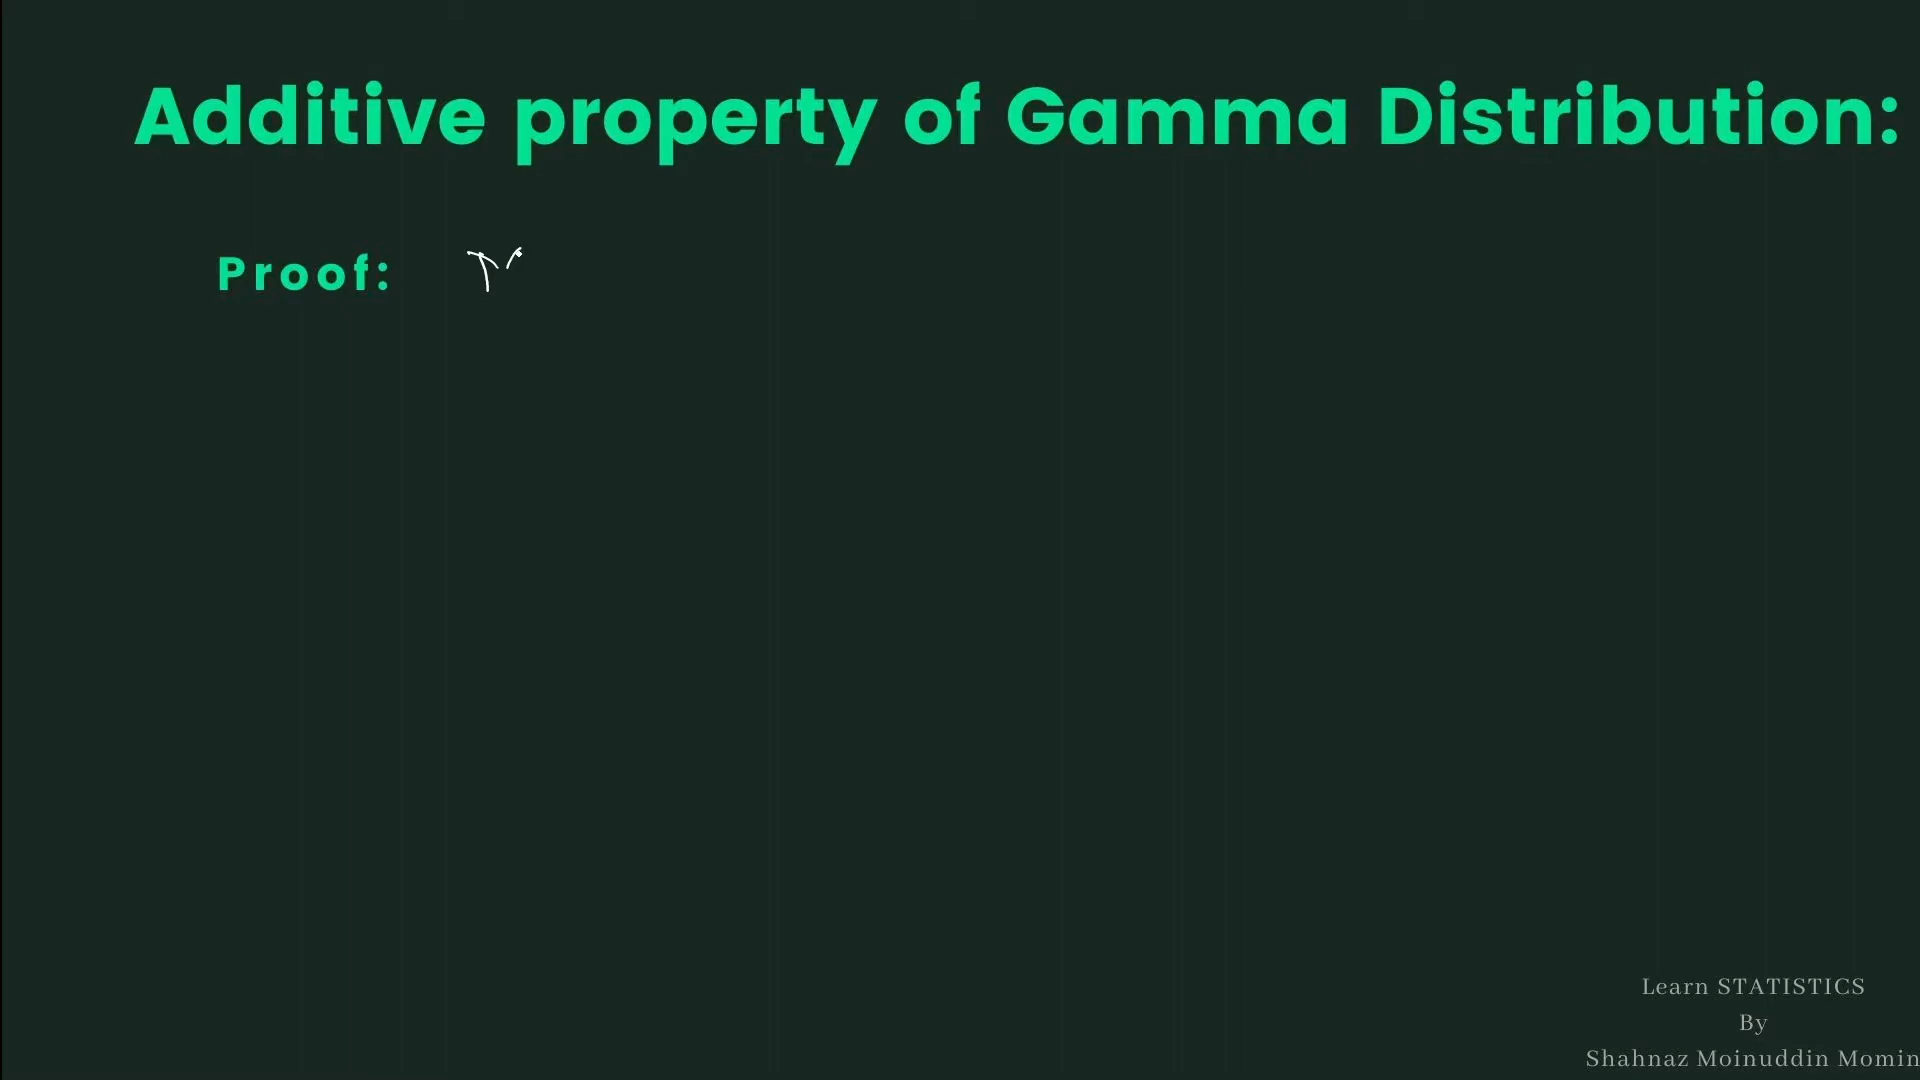 Additive property of Gamma Distribution:
Proof:
Learn STATISTICS
By
Shahnaz Moinuddin Momin